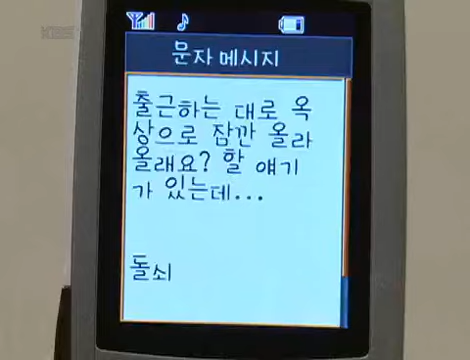 KBS
문자메시지
출근하는 대로 옥
상으로 잠깐 올라
올래요? 할 얘기
가 있는데...
돌쇠